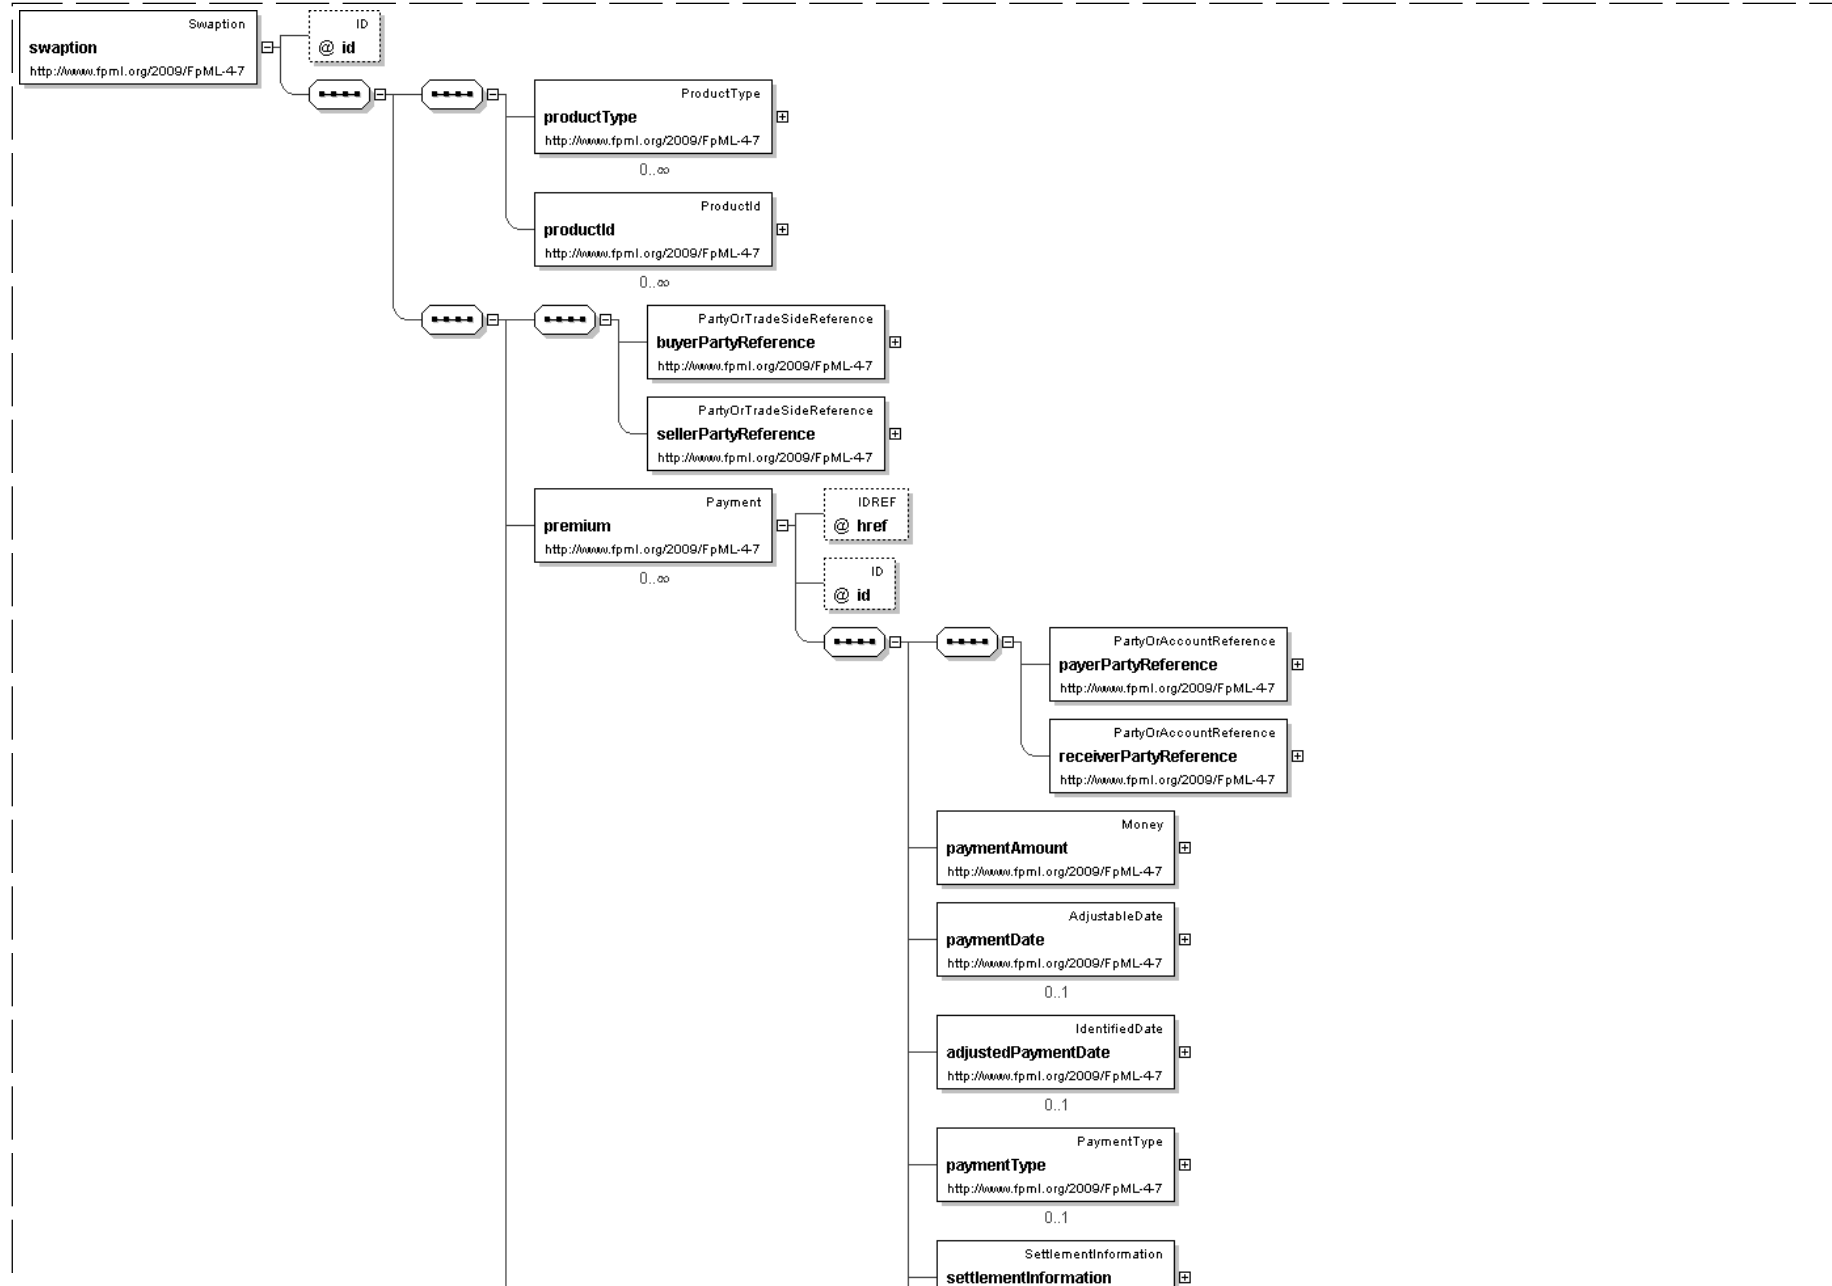 Swaption
swaption
http://www.fpml.org/2009/FpML-4-7
ID
@ id
ProductType
productType
http://www.fpml.org/2009/FpML-4-7
0..∞
ProductId
productId
http://www.fpml.org/2009/FpML-4-7
0..∞
PartyOrTradeSideReference
buyerPartyReference
http://www.fpml.org/2009/FpML-4-7
PartyOrTradeSideReference
sellerPartyReference
http://www.fpml.org/2009/FpML-4-7
Payment
premium
http://www.fpml.org/2009/FpML-4-7
0..∞
IDREF
@ href
ID
@ id
PartyOrAccountReference
payerPartyReference
http://www.fpml.org/2009/FpML-4-7
PartyOrAccountReference
receiverPartyReference
http://www.fpml.org/2009/FpML-4-7
Money
paymentAmount
http://www.fpml.org/2009/FpML-4-7
AdjustableDate
paymentDate
http://www.fpml.org/2009/FpML-4-7
0..1
IdentifiedDate
adjustedPaymentDate
http://www.fpml.org/2009/FpML-4-7
0..1
PaymentType
paymentType
http://www.fpml.org/2009/FpML-4-7
0..1
SettlementInformation
settlementInformation